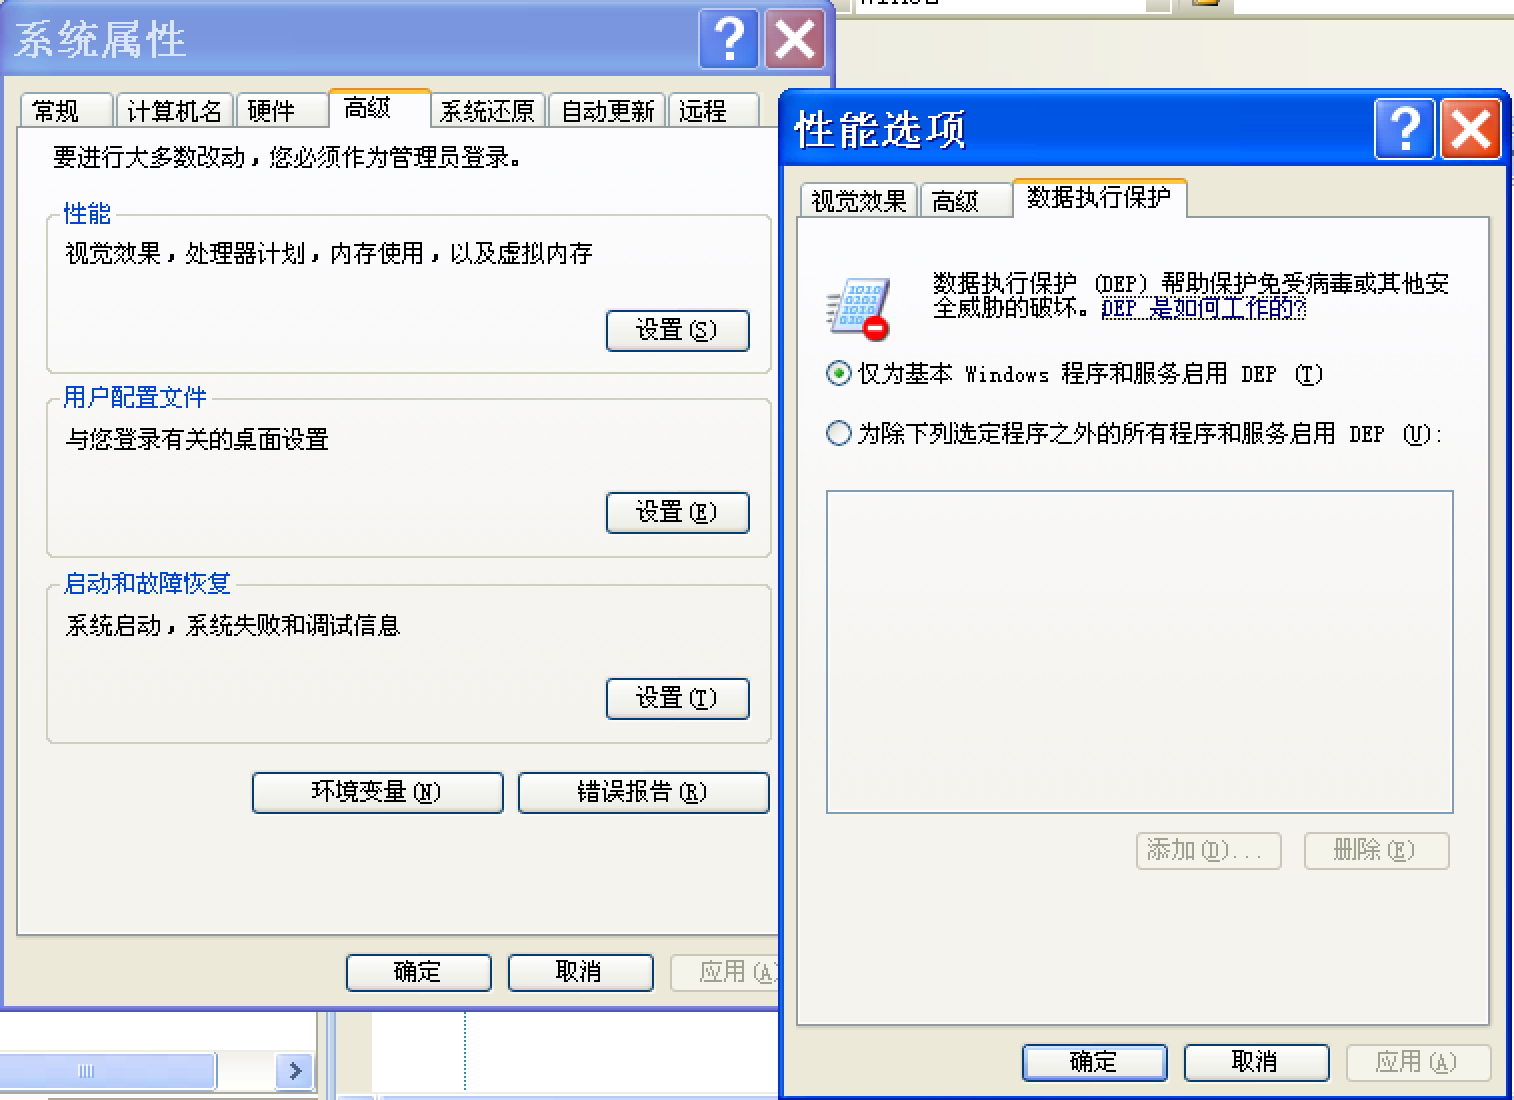 系统属性
常规
计算机名
硬件
高级
系统还原
自动更新
远程
要进行大多数改动，您必须作为管理员登录。
性能
视觉效果，处理器计划，内存使用，以及虚拟内存
设置(S)
用户配置文件
与您登录有关的桌面设置
设置(E)
启动和故障恢复
系统启动，系统失败和调试信息
设置(T)
环境变量(N)
错误报告(R)
确定
取消
应用(A)
性能选项
视觉效果
高级
数据执行保护
数据执行保护 (DEP) 帮助保护免受病毒或其他安
全威胁的破坏。DEP 是如何工作的?
仅为基本 Windows 程序和服务启用 DEP (T)
为除下列选定程序之外的所有程序和服务启用 DEP (U):
添加(D)...
删除(E)
确定
取消
应用(A)